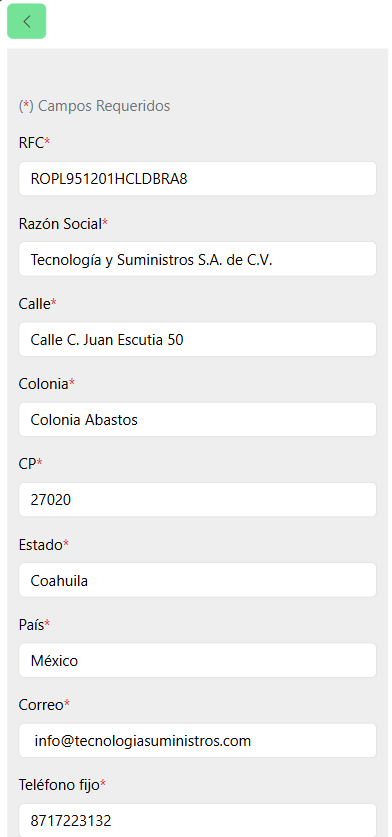 (*) Campos Requeridos
RFC*
ROPL951201HCLDBRA8
Razón Social*
Tecnología y Suministros S.A. de C.V.
Calle*
Calle C. Juan Escutia 50
Colonia*
Colonia Abastos
CP*
27020
Estado*
Coahuila
País*
México
Correo*
info@tecnologiasuministros.com
Teléfono fijo*
8717223132